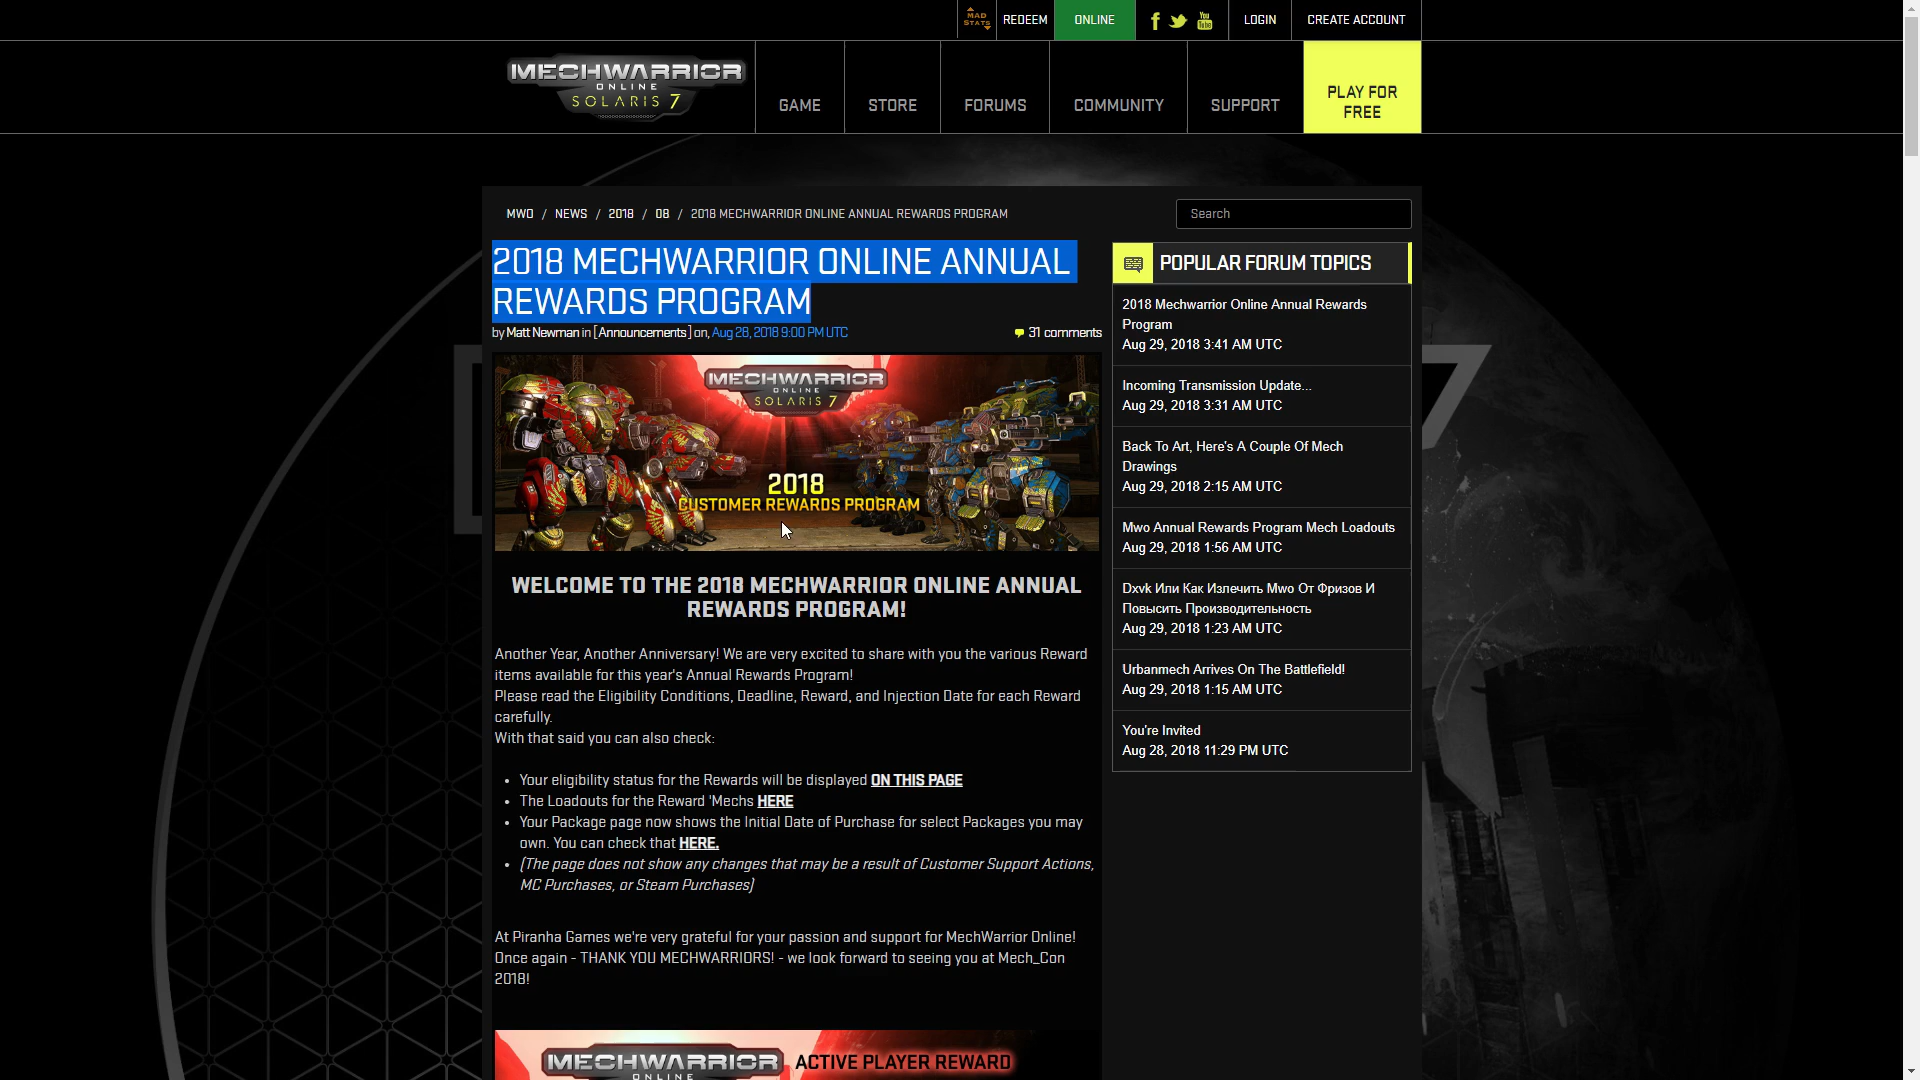 MAD
STATS
REDEEM
ONLINE
You
Tube
LOGIN
CREATE ACCOUNT
MECHWARRIOR
ONLINE
SOLARIS 7
GAME
STORE
FORUMS
COMMUNITY
SUPPORT
PLAY FOR
FREE
MWO / NEWS / 2018 / 08 / 2018 MECHWARRIOR ONLINE ANNUAL REWARDS PROGRAM
Search
2018 MECHWARRIOR ONLINE ANNUAL
REWARDS PROGRAM
by Matt Newman in [Announcements] on, Aug 28, 2018 9:00 PM UTC
31 comments
MECHWARRIOR
ONLINE
SOLARIS 7
2018
CUSTOMER REWARDS PROGRAM
WELCOME TO THE 2018 MECHWARRIOR ONLINE ANNUAL
REWARDS PROGRAM!
Another Year, Another Anniversary! We are very excited to share with you the various Reward
items available for this year's Annual Rewards Program!
Please read the Eligibility Conditions, Deadline, Reward, and Injection Date for each Reward
carefully.
With that said you can also check:
• Your eligibility status for the Rewards will be displayed ON THIS PAGE
• The Loadouts for the Reward 'Mechs HERE
• Your Package page now shows the Initial Date of Purchase for select Packages you may
own. You can check that HERE.
• (The page does not show any changes that may be a result of Customer Support Actions,
MC Purchases, or Steam Purchases)
At Piranha Games we're very grateful for your passion and support for MechWarrior Online!
Once again - THANK YOU MECHWARRIORS! - we look forward to seeing you at Mech_Con
2018!
MECHWARRIOR
ONLINE
ACTIVE PLAYER REWARD
POPULAR FORUM TOPICS
2018 Mechwarrior Online Annual Rewards
Program
Aug 29, 2018 3:41 AM UTC
Incoming Transmission Update...
Aug 29, 2018 3:31 AM UTC
Back To Art, Here's A Couple Of Mech
Drawings
Aug 29, 2018 2:15 AM UTC
Mwo Annual Rewards Program Mech Loadouts
Aug 29, 2018 1:56 AM UTC
Dxvk Или Как Излечить Mwo От Фризов И
Повысить Производительность
Aug 29, 2018 1:23 AM UTC
Urbanmech Arrives On The Battlefield!
Aug 29, 2018 1:15 AM UTC
You're Invited
Aug 28, 2018 11:29 PM UTC
7